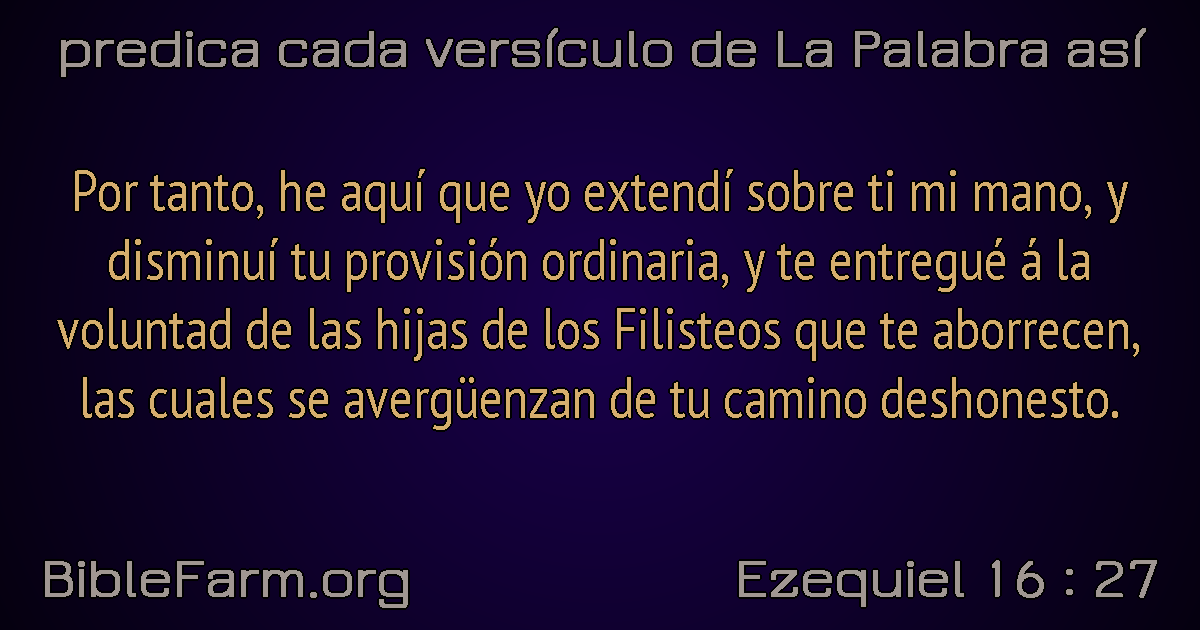 predica cada versículo de La Palabra así
Por tanto, he aquí que yo extendí sobre ti mi mano, y
disminuí tu provisión ordinaria, y te entregué á la
voluntad de las hijas de los Filisteos que te aborrecen,
las cuales se avergüenzan de tu camino deshonesto.
BibleFarm.org
Ezequiel 16 : 27